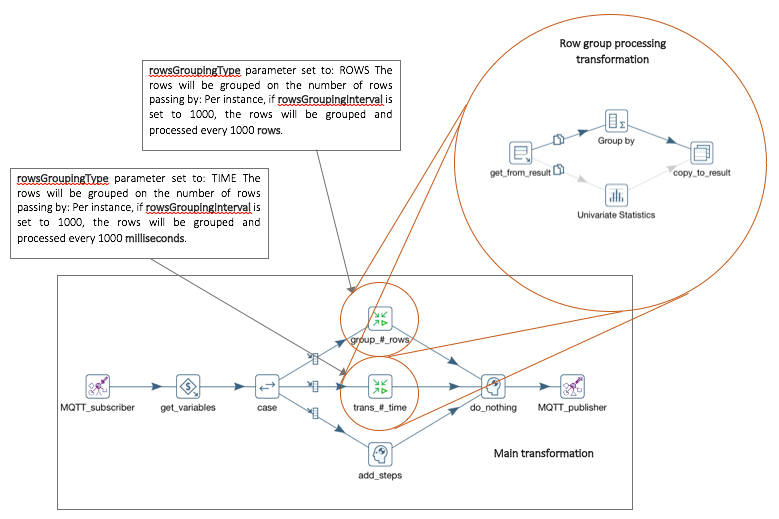 Row group processing
transformation
rowsGroupingType parameter set to: ROWS The
rows will be grouped on the number of rows
passing by: Per instance, if rowsGroupingInterval is
set to 1000, the rows will be grouped and
processed every 1000 rows.
Group by
get_from_result
copy_to_result
Univariate Statistics
rowsGroupingType parameter set to: TIME The
rows will be grouped on the number of rows
passing by: Per instance, if rowsGroupingInterval is
set to 1000, the rows will be grouped and
processed every 1000 milliseconds.
group_#_rows
MQTT_subscriber
get_variables
case
trans_#_time
do_nothing
MQTT_publisher
add_steps
Main transformation